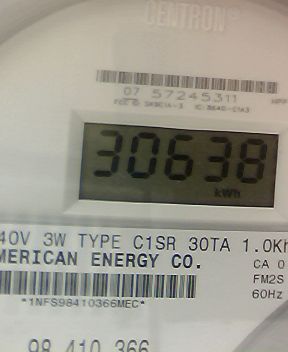 CENTRON®
07 57245311
30638
kWh
40V 3W TYPE C1SR 30TA 1.0Kh
MERICAN ENERGY CO.
CA 0
FM2S
*1NFS98410366MEC*
60Hz
98 410 366